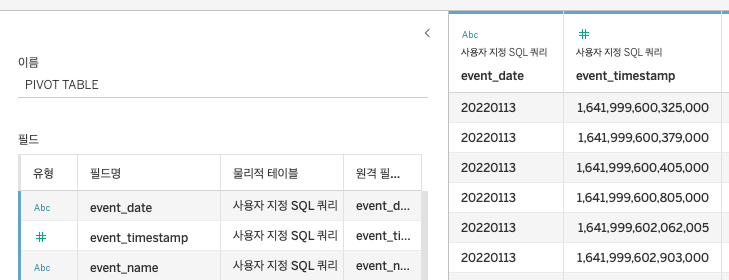 이름
PIVOT TABLE
필드
유형 필드명 물리적 테이블 원격 필...
Abc event_date 사용자 지정 SQL 쿼리 event_d...
# event_timestamp 사용자 지정 SQL 쿼리 event_ti...
Abc event_name 사용자 지정 SQL 쿼리 event_n...
Abc #
사용자 지정 SQL 쿼리 사용자 지정 SQL 쿼리
event_date event_timestamp
20220113 1,641,999,600,325,000
20220113 1,641,999,600,379,000
20220113 1,641,999,600,405,000
20220113 1,641,999,600,805,000
20220113 1,641,999,602,062,005
20220113 1,641,999,602,903,000